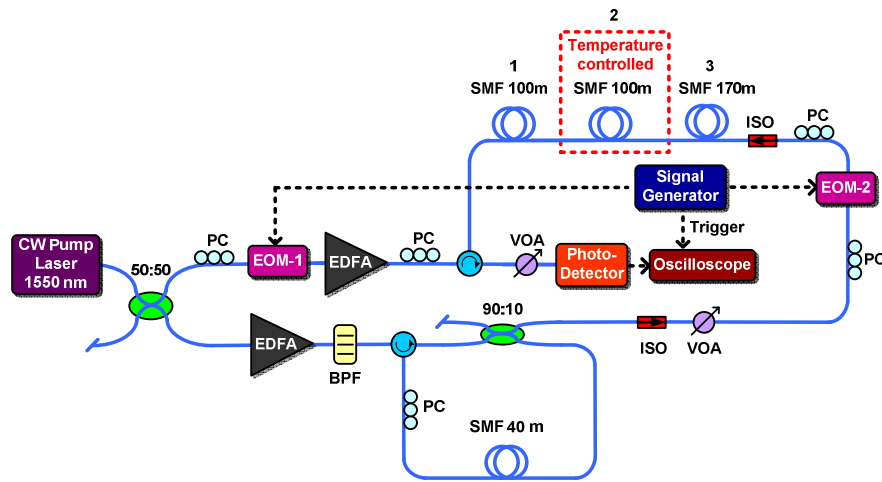 2
Temperature
controlled
1
SMF 100m
SMF 100m
3
SMF 170m
ISO
PC
Signal
Generator
EOM-2
Trigger
CW Pump
Laser
1550 nm
50:50
PC
EOM-1
EDFA
PC
VOA
Photo-
Detector
Oscilloscope
PC
90:10
EDFA
BPF
ISO
VOA
PC
SMF 40 m